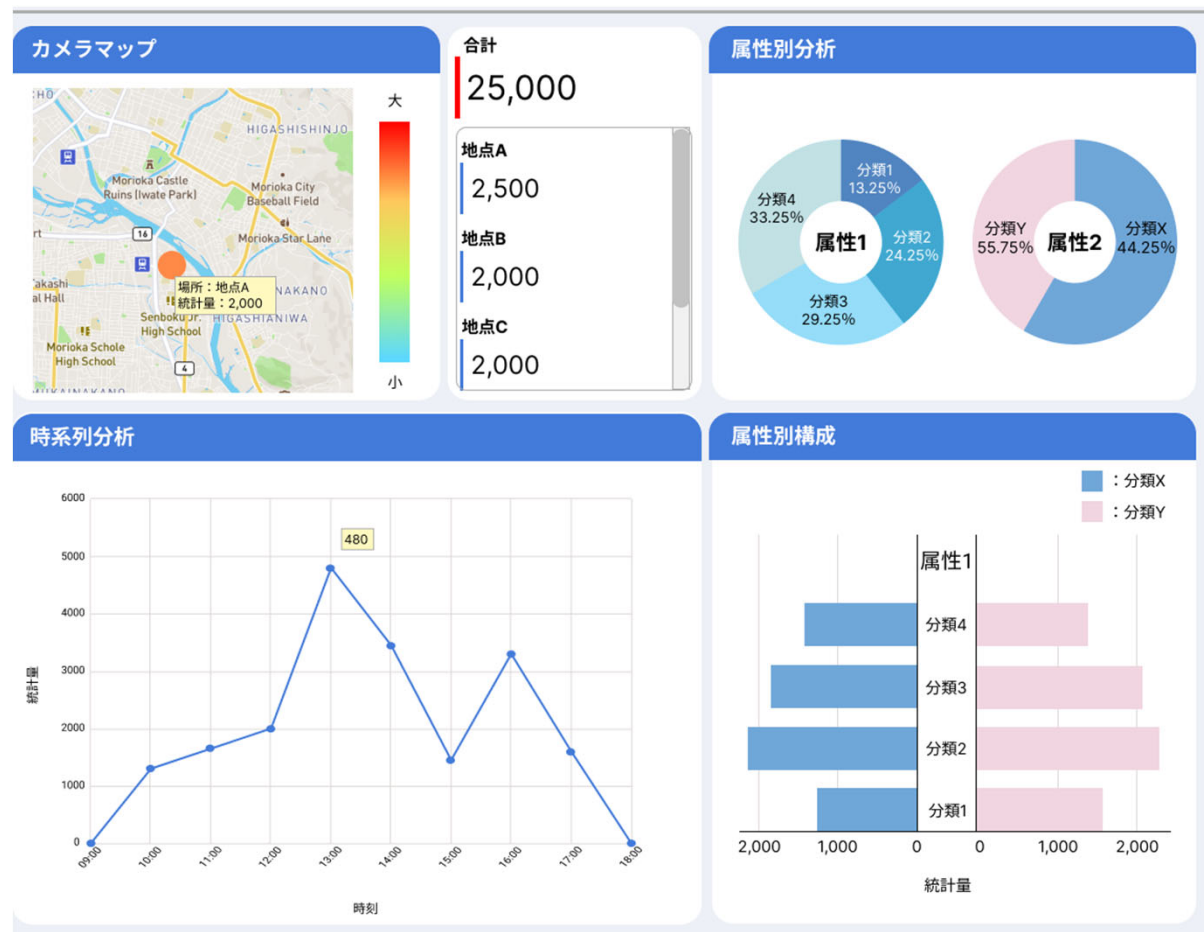 カメラマップ
CHO
HIGASHISHINJO
Morioka Castle
Ruins (Iwate Park)
Morioka City
Baseball Field
16
rt
Morioka Star Lane
akashi
al Hall
場所：地点A
統計量：2,000
NAKANO
Senboku Jr.
High School
HIGASHIANIWA
Morioka Schole
High School
4
MUKAINAKANO
大
小
合計
25,000
地点A
2,500
地点B
2,000
地点C
2,000
属性別分析
分類1
13.25%
分類2
24.25%
分類3
29.25%
分類4
33.25%
属性1
分類X
44.25%
分類Y
55.75%
属性2
時系列分析
6000
5000
4000
3000
2000
1000
0
統計量
480
09:00
10:00
11:00
12:00
13:00
14:00
15:00
16:00
17:00
18:00
時刻
属性別構成
：分類X
：分類Y
属性1
分類4
分類3
分類2
分類1
2,000 1,000 0 0 1,000 2,000
統計量